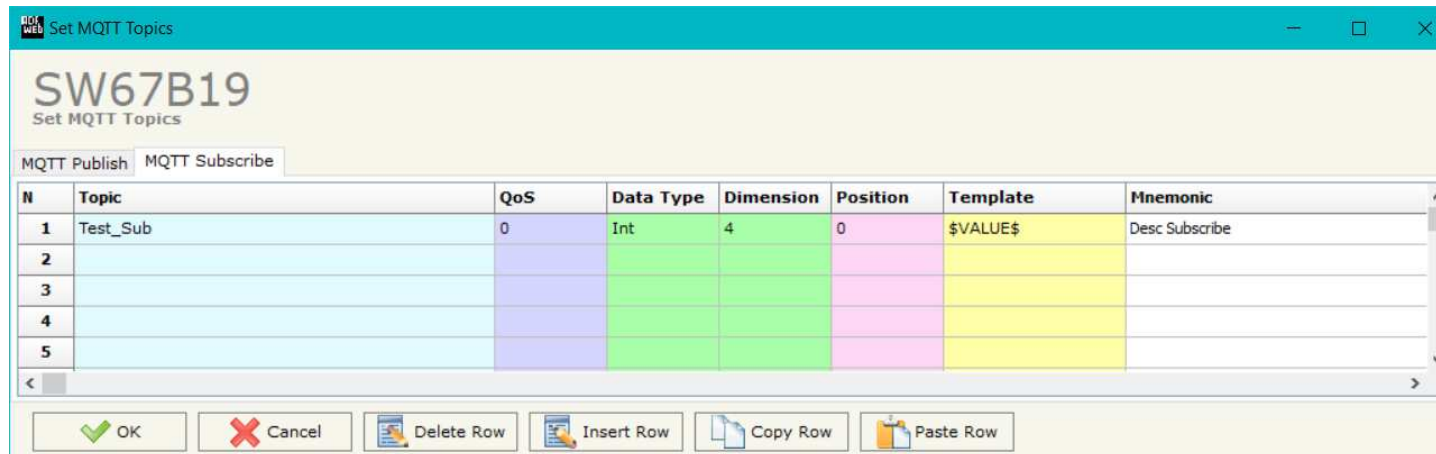 ADF WEB Set MQTT Topics
SW67B19
Set MQTT Topics
MQTT Publish MQTT Subscribe
N Topic QoS Data Type Dimension Position Template Mnemonic
1 Test_Sub 0 Int 4 0 $VALUE$ Desc Subscribe
2
3
4
5
OK Cancel Delete Row Insert Row Copy Row Paste Row